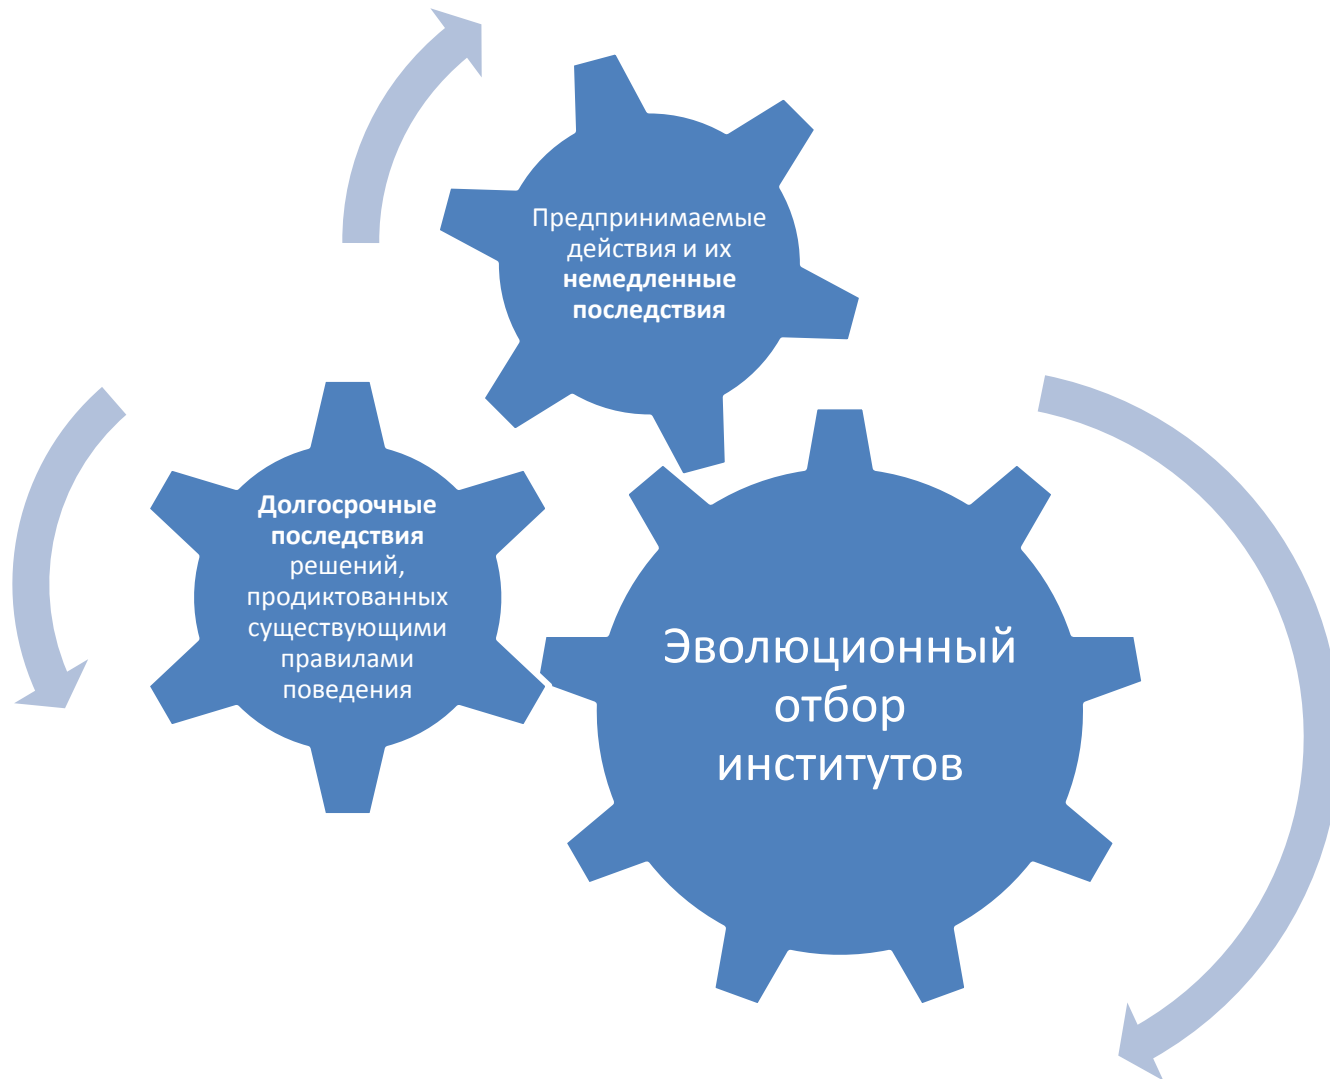 Предпринимаемые
действия и их
немедленные
последствия
Долгосрочные
последствия
решений,
продиктованных
существующими
правилами
поведения
Эволюционный
отбор
институтов